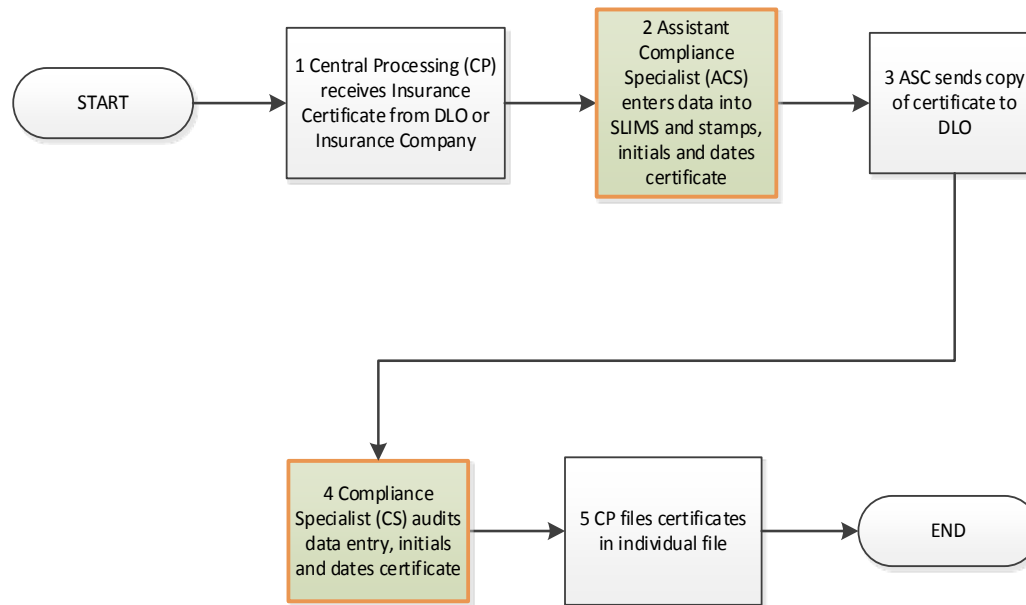 START
1 Central Processing (CP)
receives Insurance
Certificate from DLO or
Insurance Company
2 Assistant
Compliance
Specialist (ACS)
enters data into
SLIMS and stamps,
initials and dates
certificate
3 ASC sends copy
of certificate to
DLO
4 Compliance
Specialist (CS) audits
data entry, initials
and dates certificate
5 CP files certificates
in individual file
END